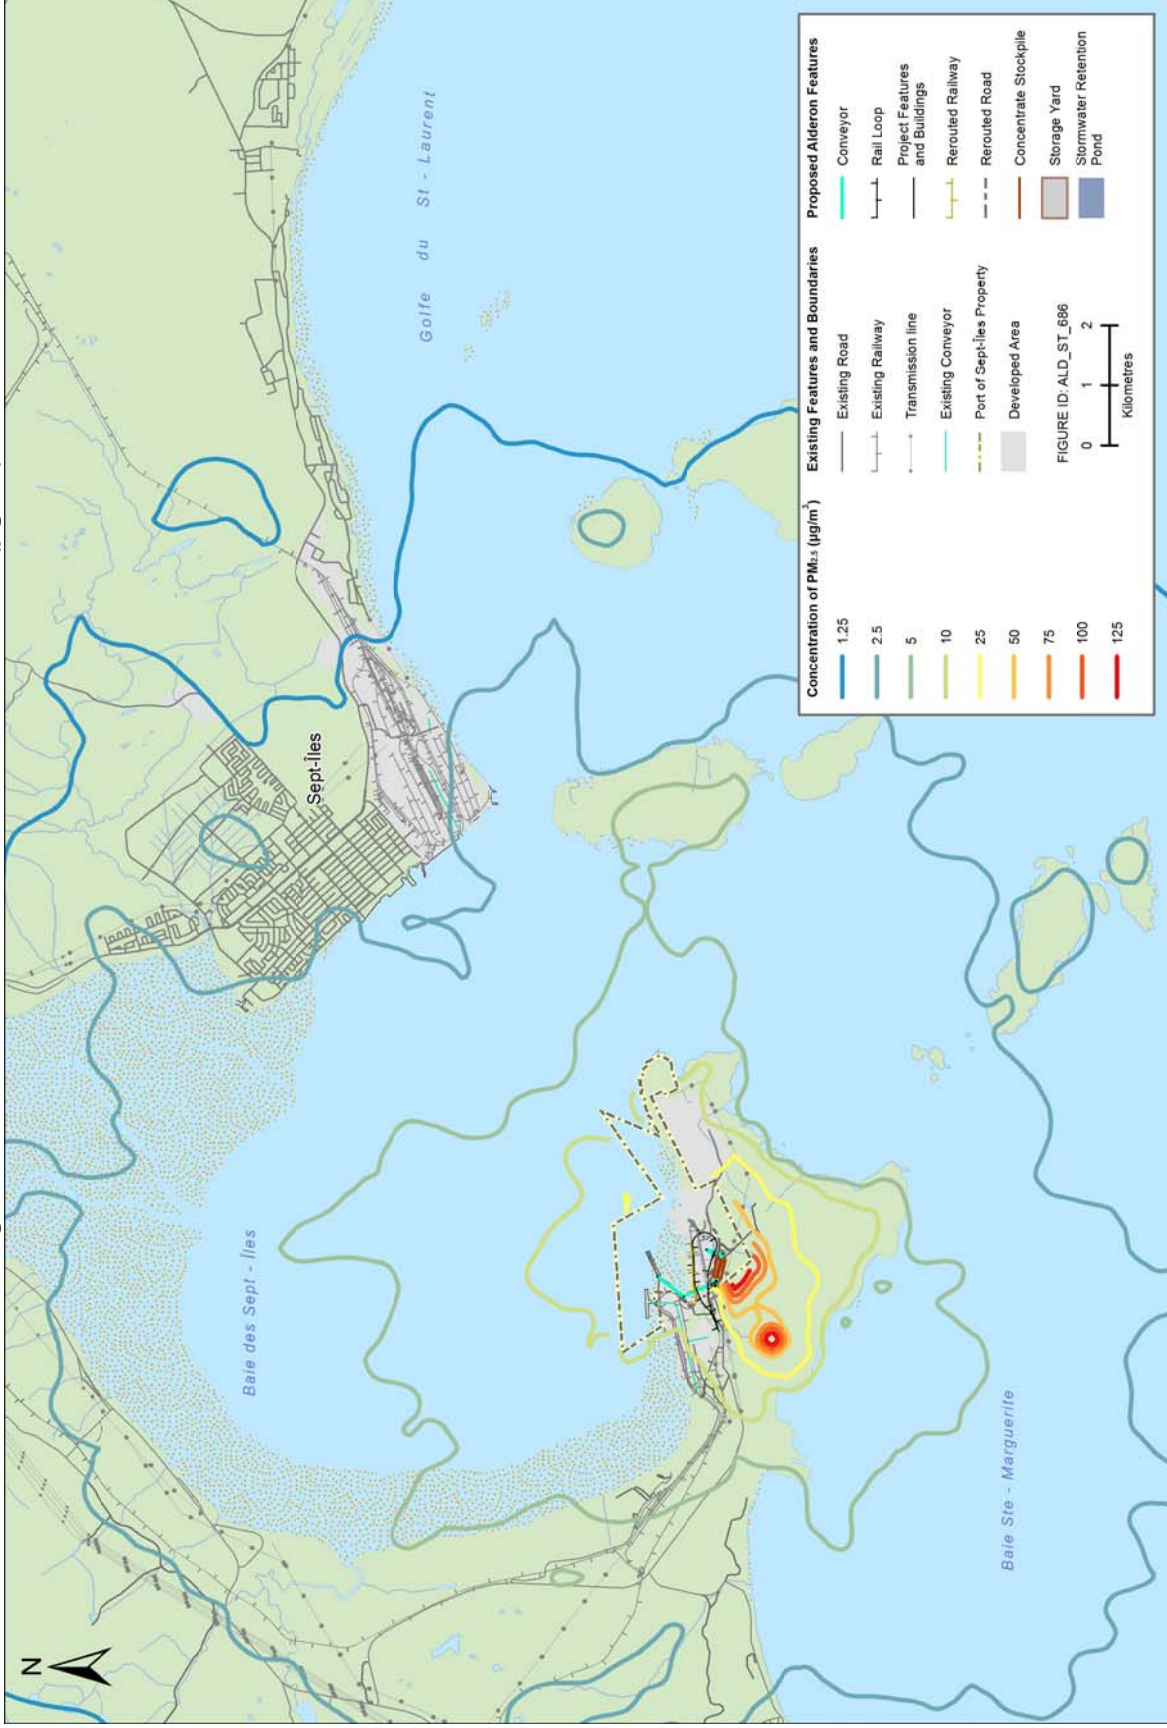 N
Sept-Îles
Golfe du St - Laurent
Baie des Sept - Îles
Baie Ste - Marguerite
Concentration of PM2.5 (µg/m³)
1.25
2.5
5
10
25
50
75
100
125
Existing Features and Boundaries
Existing Road
Existing Railway
Transmission line
Existing Conveyor
Port of Sept-Îles Property
Developed Area
FIGURE ID: ALD_ST_686
0 1 2
Kilometres
Proposed Alderon Features
Conveyor
Rail Loop
Project Features
and Buildings
Rerouted Railway
Rerouted Road
Concentrate Stockpile
Storage Yard
Stormwater Retention
Pond